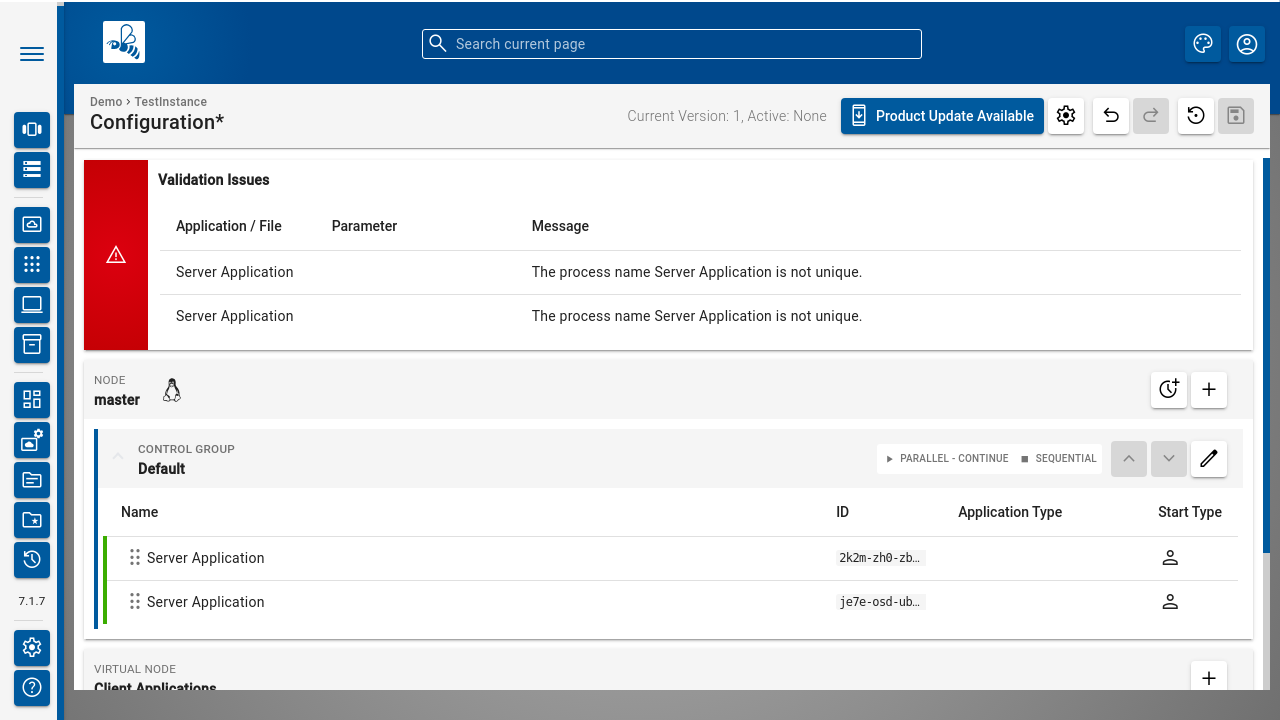 Search current page
Demo › TestInstance
Configuration*
Current Version: 1, Active: None
Product Update Available
Validation Issues
Application / File Parameter Message
Server Application The process name Server Application is not unique.
Server Application The process name Server Application is not unique.
NODE
master
CONTROL GROUP
Default
PARALLEL - CONTINUE SEQUENTIAL
Name ID Application Type Start Type
Server Application 2k2m-zh0-zb…
Server Application je7e-osd-ub…
7.1.7
VIRTUAL NODE
Client Applications